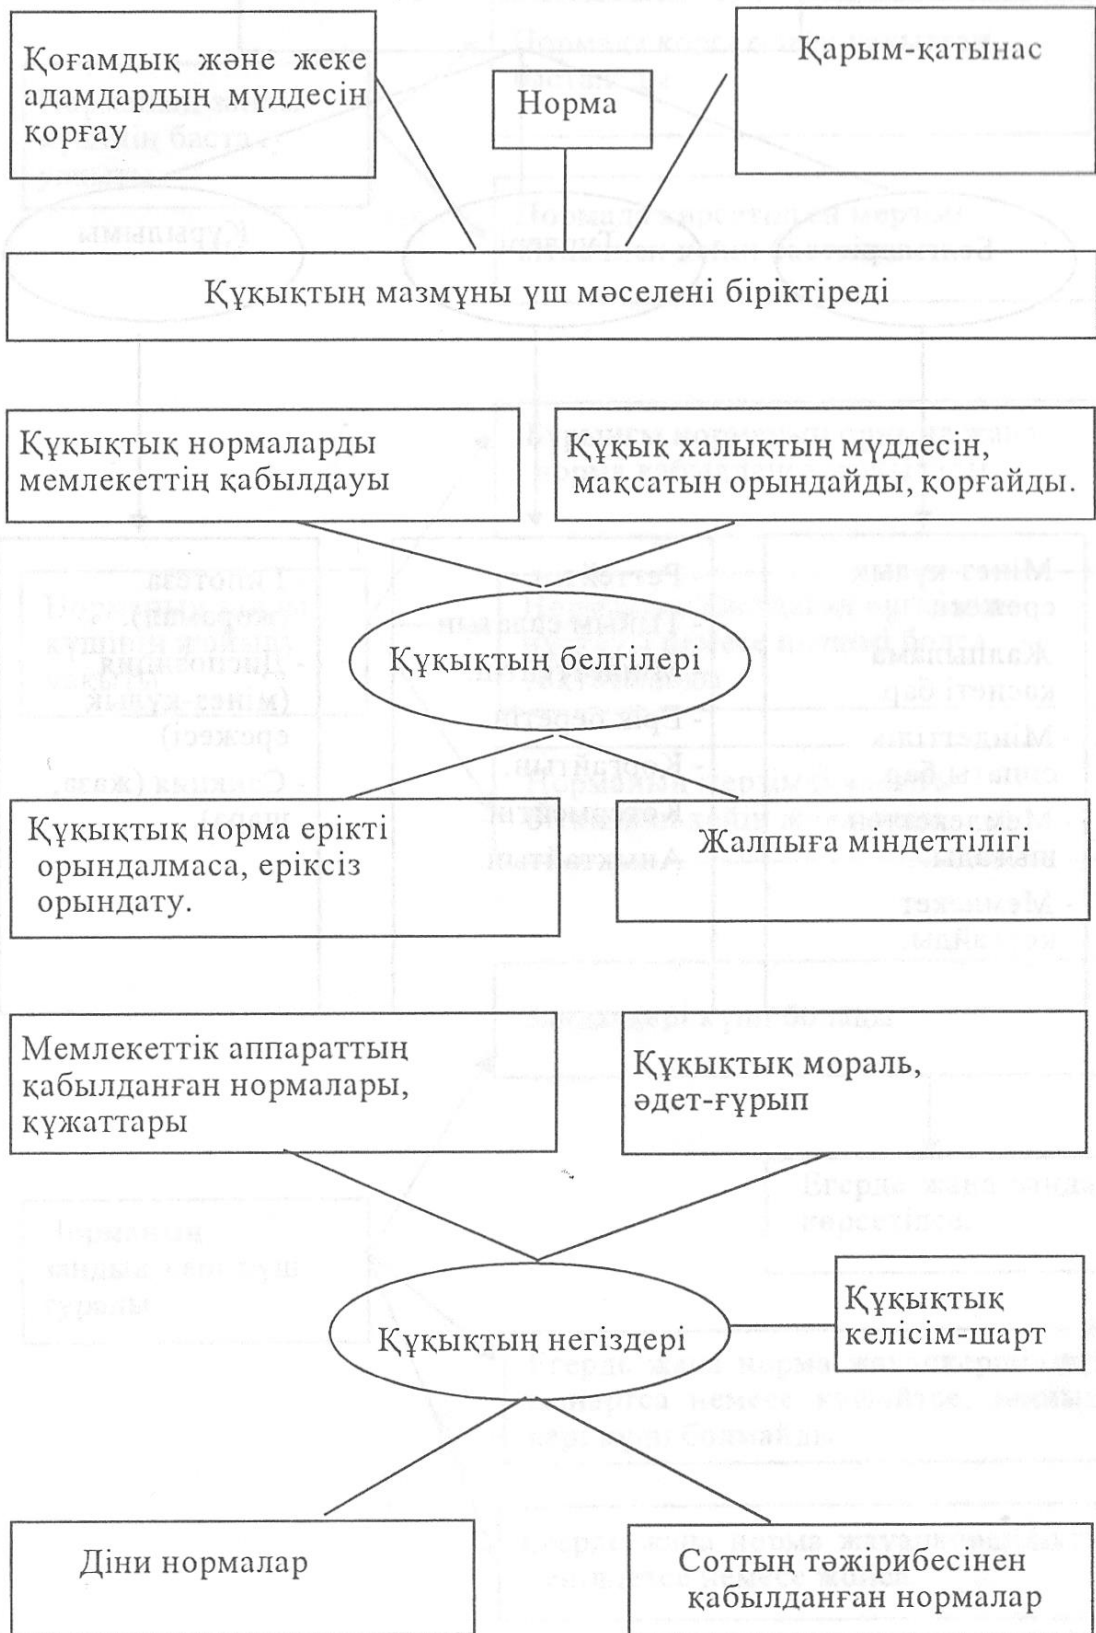 Қоғамдық және жеке
адамдардың мүддесін
қорғау
Норма
Қарым-қатынас
Құқықтың мазмұны үш мәселені біріктіреді
Құқықтық нормаларды
мемлекеттің қабылдауы
Құқық халықтың мүддесін,
мақсатын орындайды, қорғайды.
Құқықтың белгілері
Құқықтық норма ерікті
орындалмаса, еріксіз
орындату.
Жалпыға міндеттілігі
Мемлекеттік аппараттың
қабылданған нормалары,
құжаттары
Құқықтық мораль,
әдет-ғұрып
Құқықтың негіздері
Құқықтық
келісім-шарт
Діни нормалар
Соттың тәжірибесінен
қабылданған нормалар